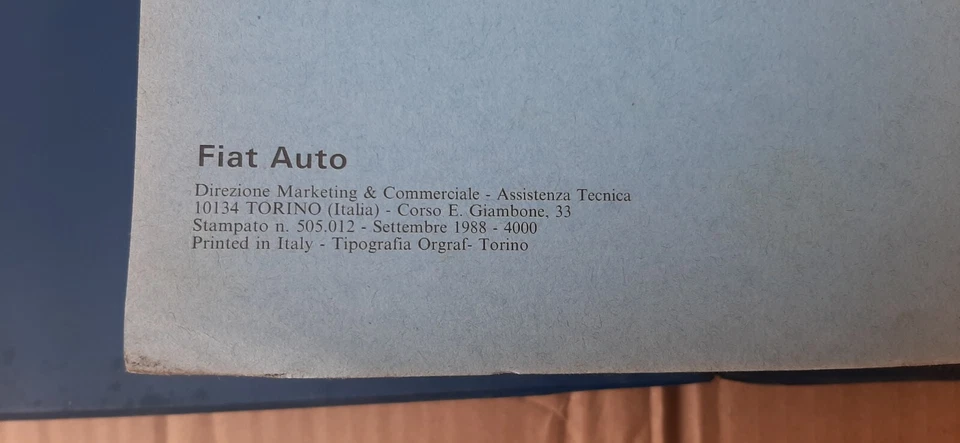 Fiat Auto
Direzione Marketing & Commerciale - Assistenza Tecnica
10134 TORINO (Italia) - Corso E. Giambone, 33
Stampato n. 505.012 - Settembre 1988 - 4000
Printed in Italy - Tipografia Orgraf- Torino